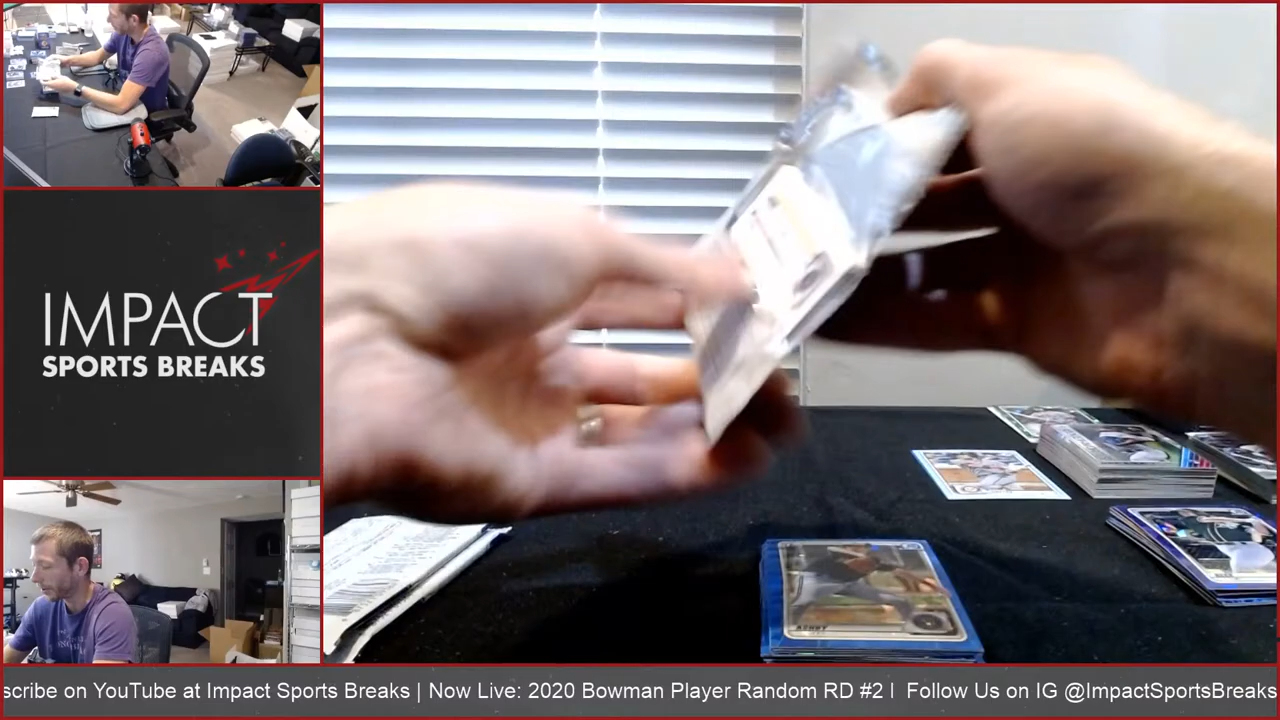 IMPACT
SPORTS BREAKS
ASHBY
scribe on YouTube at Impact Sports Breaks | Now Live: 2020 Bowman Player Random RD #2 | Follow Us on IG @ImpactSportsBreaks